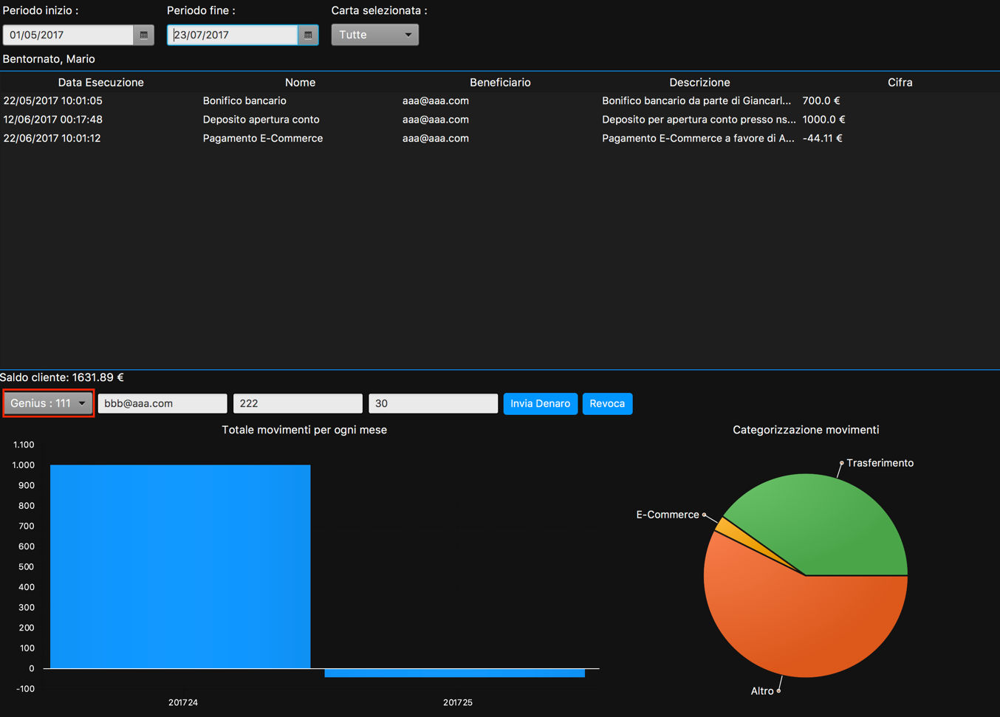 Periodo inizio : Periodo fine : Carta selezionata :
01/05/2017 23/07/2017 Tutte
Bentornato, Mario
Data Esecuzione Nome Beneficiario Descrizione Cifra
22/05/2017 10:01:05 Bonifico bancario aaa@aaa.com Bonifico bancario da parte di Giancarl... 700.0 €
12/06/2017 00:17:48 Deposito apertura conto aaa@aaa.com Deposito per apertura conto presso ns... 1000.0 €
22/06/2017 10:01:12 Pagamento E-Commerce aaa@aaa.com Pagamento E-Commerce a favore di A... -44.11 €
Saldo cliente: 1631.89 €
Genius : 111 bbb@aaa.com 222 30 Invia Denaro Revoca
Totale movimenti per ogni mese
1.100
1.000
900
800
700
600
500
400
300
200
100
0
-100
201724 201725
Categorizzazione movimenti
Trasferimento
E-Commerce
Altro